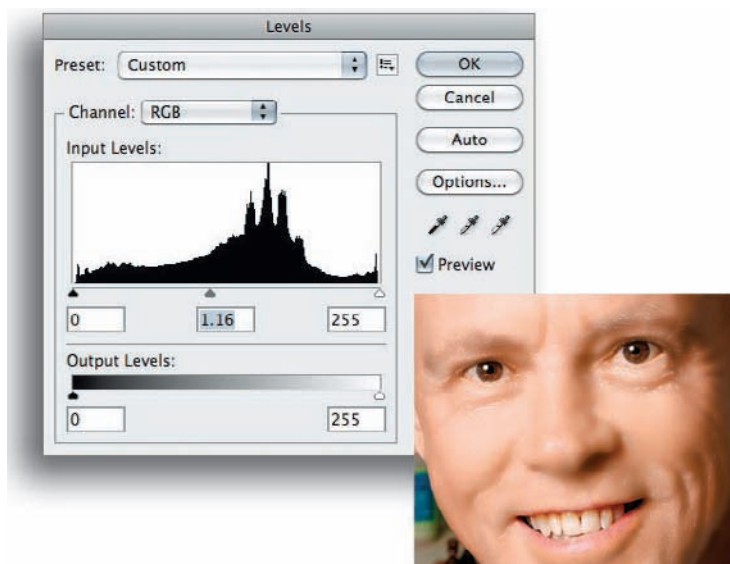 Levels
Preset: Custom
OK
Cancel
Channel: RGB
Auto
Input Levels:
Options...
Preview
0 1.16 255
Output Levels:
0 255